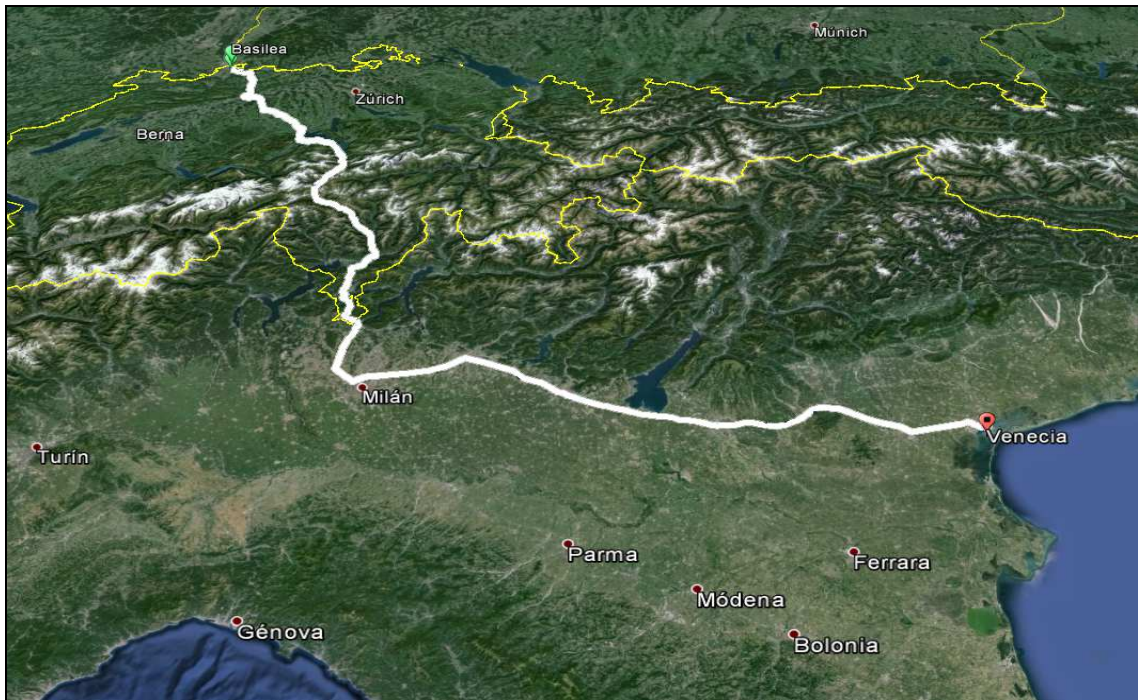 Múnich
Basilea
Zúrich
Berna
Milán
Venecia
Turín
Parma
Ferrara
Módena
Génova
Bolonia